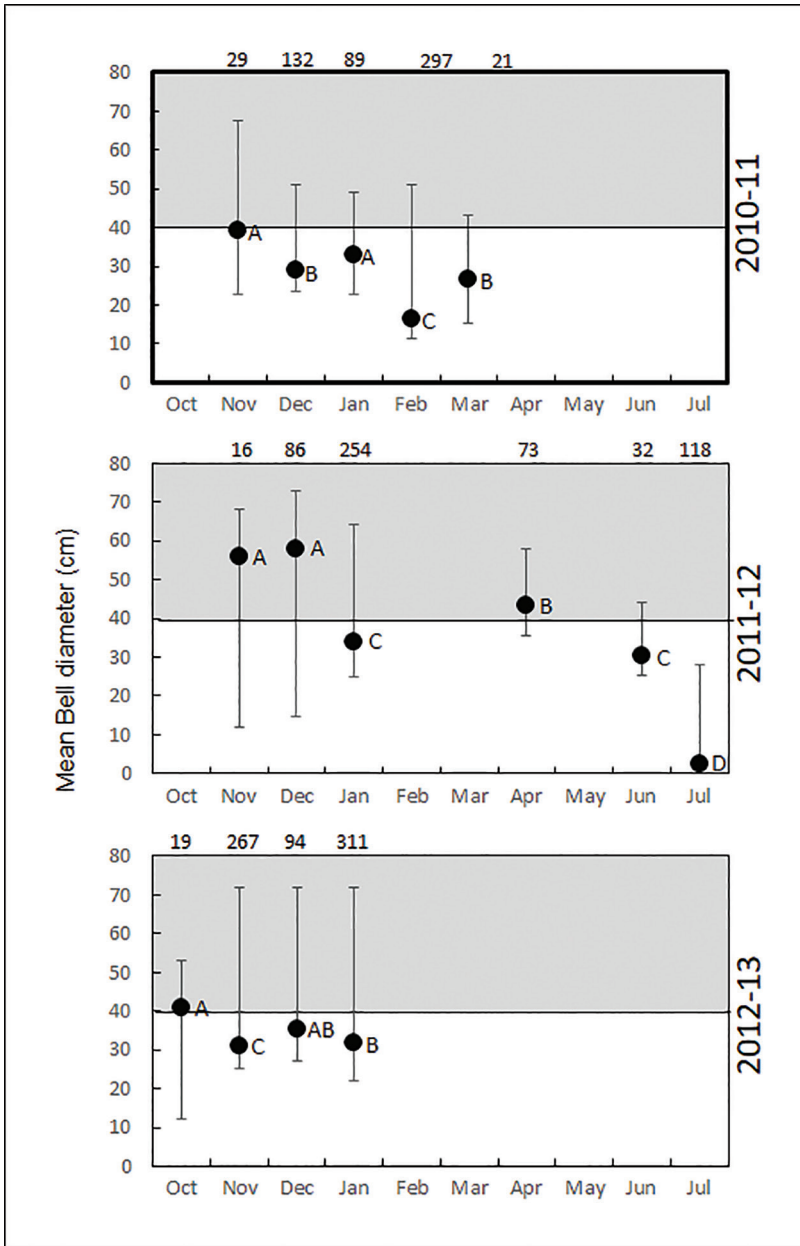 29 132 89 297 21
80
70
60
50
40
30
20
10
0
A
B
A
C
B
Oct Nov Dec Jan Feb Mar Apr May Jun Jul
2010-11
16 86 254 73 32 118
80
70
60
50
40
30
20
10
0
A
A
C
B
C
D
Oct Nov Dec Jan Feb Mar Apr May Jun Jul
2011-12
Mean Bell diameter (cm)
19 267 94 311
80
70
60
50
40
30
20
10
0
A
C
AB
B
Oct Nov Dec Jan Feb Mar Apr May Jun Jul
2012-13